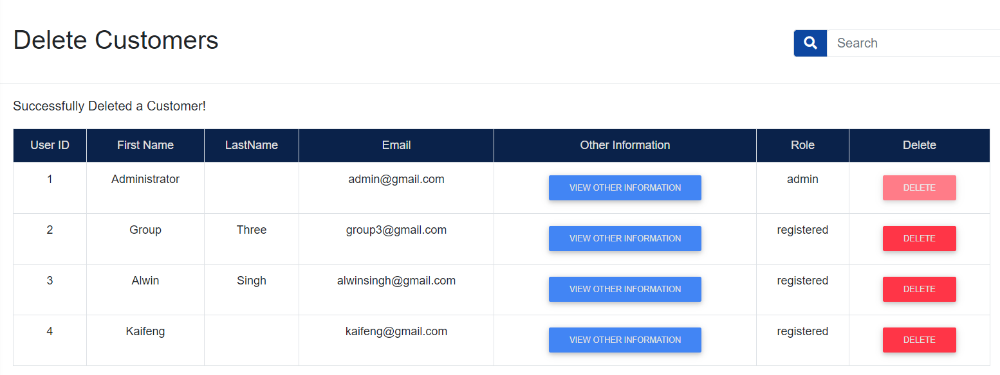 Delete Customers
Search
Successfully Deleted a Customer!
User ID First Name LastName Email Other Information Role Delete
1 Administrator admin@gmail.com VIEW OTHER INFORMATION admin DELETE
2 Group Three group3@gmail.com VIEW OTHER INFORMATION registered DELETE
3 Alwin Singh alwinsingh@gmail.com VIEW OTHER INFORMATION registered DELETE
4 Kaifeng kaifeng@gmail.com VIEW OTHER INFORMATION registered DELETE